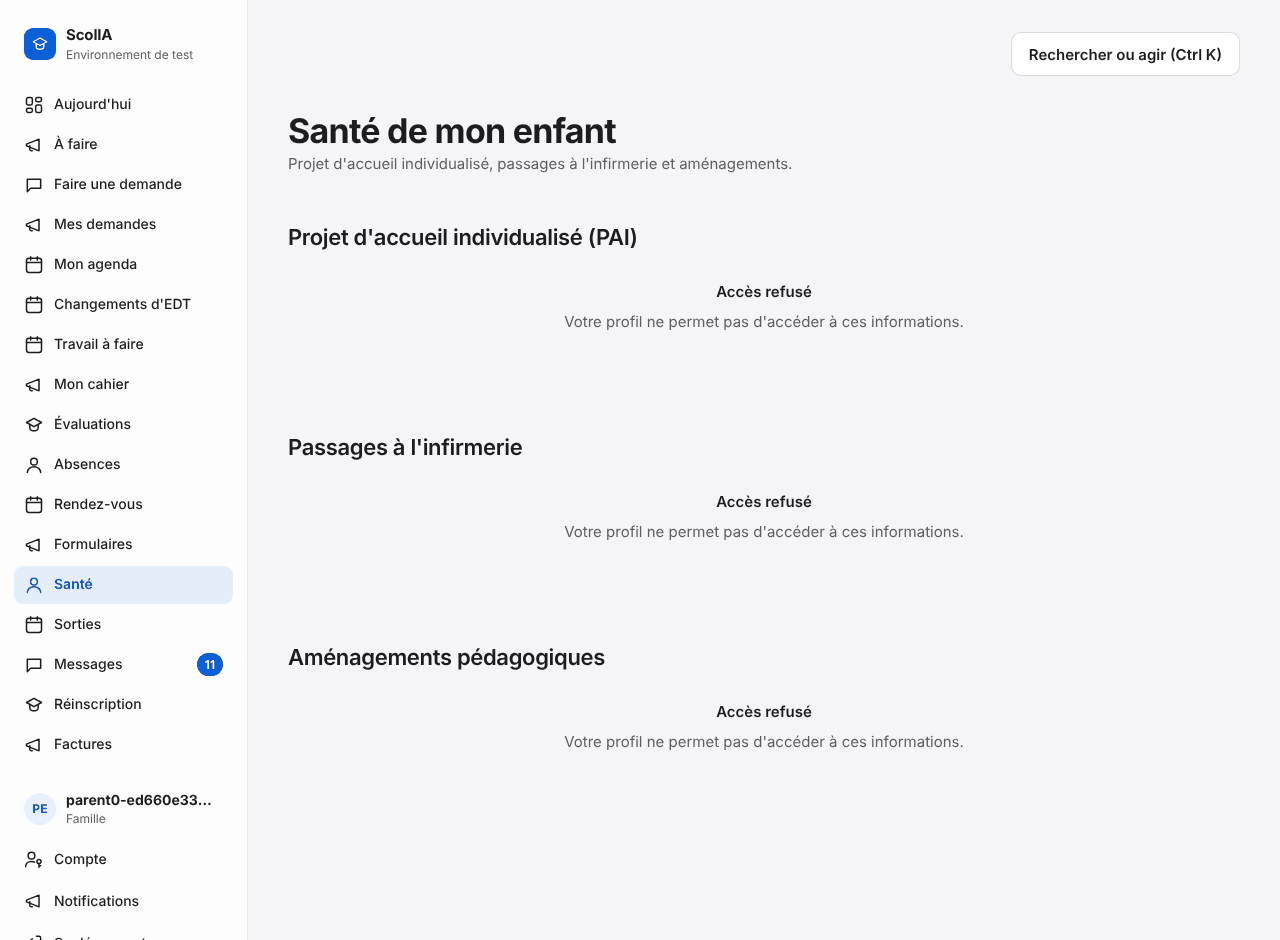 ScolIA
Environnement de test
Rechercher ou agir (Ctrl K)
Aujourd'hui
À faire
Faire une demande
Mes demandes
Mon agenda
Changements d'EDT
Travail à faire
Mon cahier
Évaluations
Absences
Rendez-vous
Formulaires
Santé
Sorties
Messages 11
Réinscription
Factures
PE
parent0-ed660e33...
Famille
Compte
Notifications
Santé de mon enfant
Projet d'accueil individualisé, passages à l'infirmerie et aménagements.
Projet d'accueil individualisé (PAI)
Accès refusé
Votre profil ne permet pas d'accéder à ces informations.
Passages à l'infirmerie
Accès refusé
Votre profil ne permet pas d'accéder à ces informations.
Aménagements pédagogiques
Accès refusé
Votre profil ne permet pas d'accéder à ces informations.